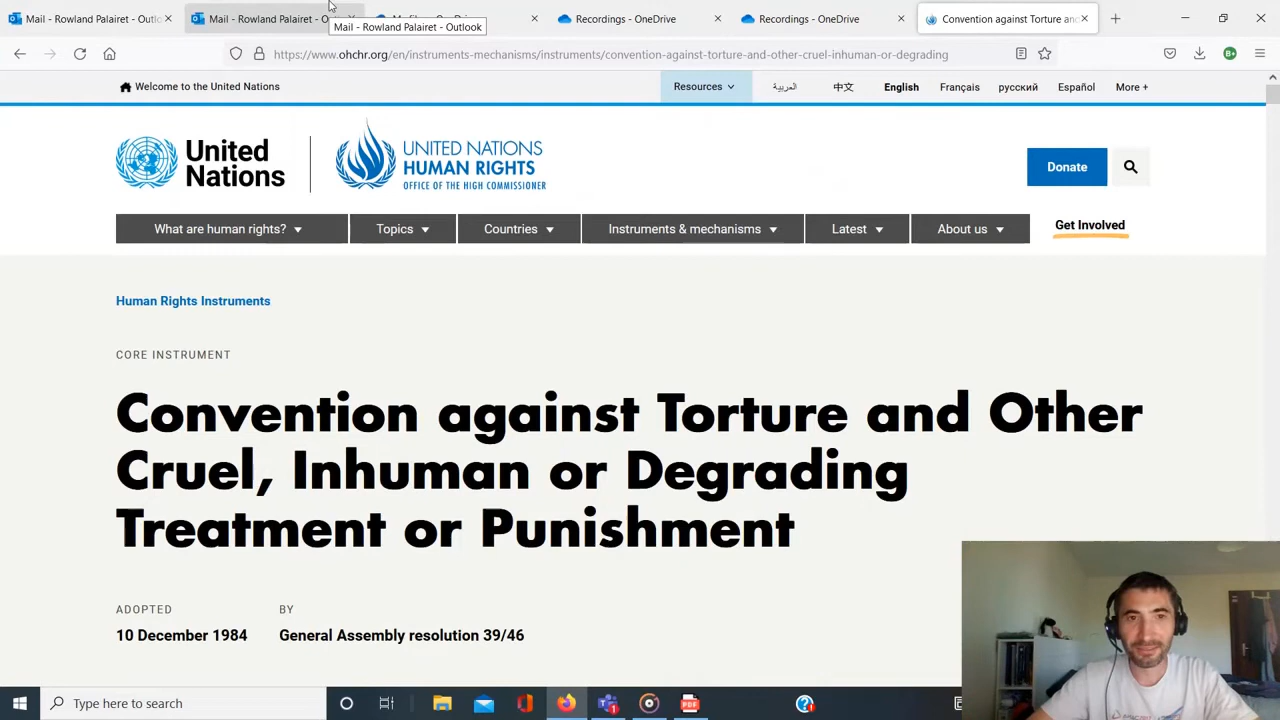 Mail - Rowland Palairet - Outlo
Mail - Rowland Palairet - O
Recordings - OneDrive
Recordings - OneDrive
Convention against Torture and
Mail - Rowland Palairet - Outlook
https://www.ohchr.org/en/instruments-mechanisms/instruments/convention-against-torture-and-other-cruel-inhuman-or-degrading
Welcome to the United Nations
Resources
العربية
中文
English
Français
русский
Español
More +
United
Nations
UNITED NATIONS
HUMAN RIGHTS
OFFICE OF THE HIGH COMMISSIONER
Donate
What are human rights?
Topics
Countries
Instruments & mechanisms
Latest
About us
Get Involved
Human Rights Instruments
CORE INSTRUMENT
Convention against Torture and Other
Cruel, Inhuman or Degrading
Treatment or Punishment
ADOPTED
BY
10 December 1984
General Assembly resolution 39/46
Type here to search